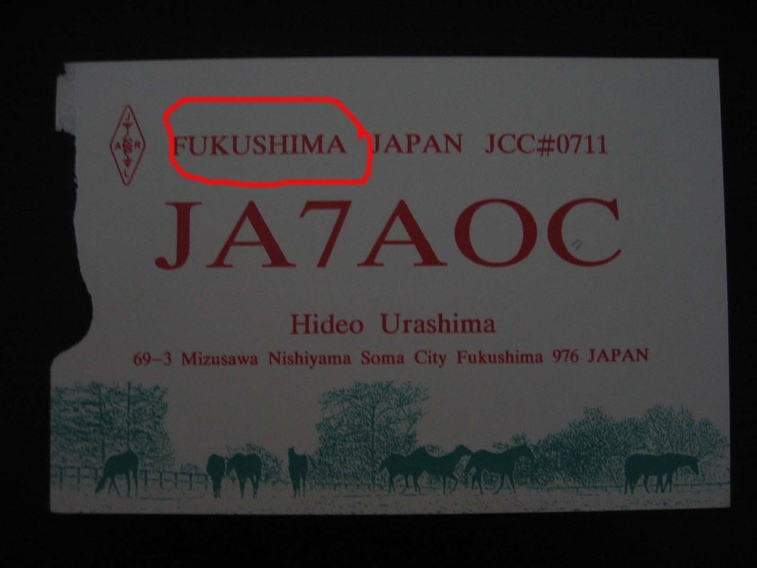 FUKUSHIMA JAPAN JCC#0711
JA7AOC
Hideo Urashima
69-3 Mizusawa Nishiyama Soma City Fukushima 976 JAPAN